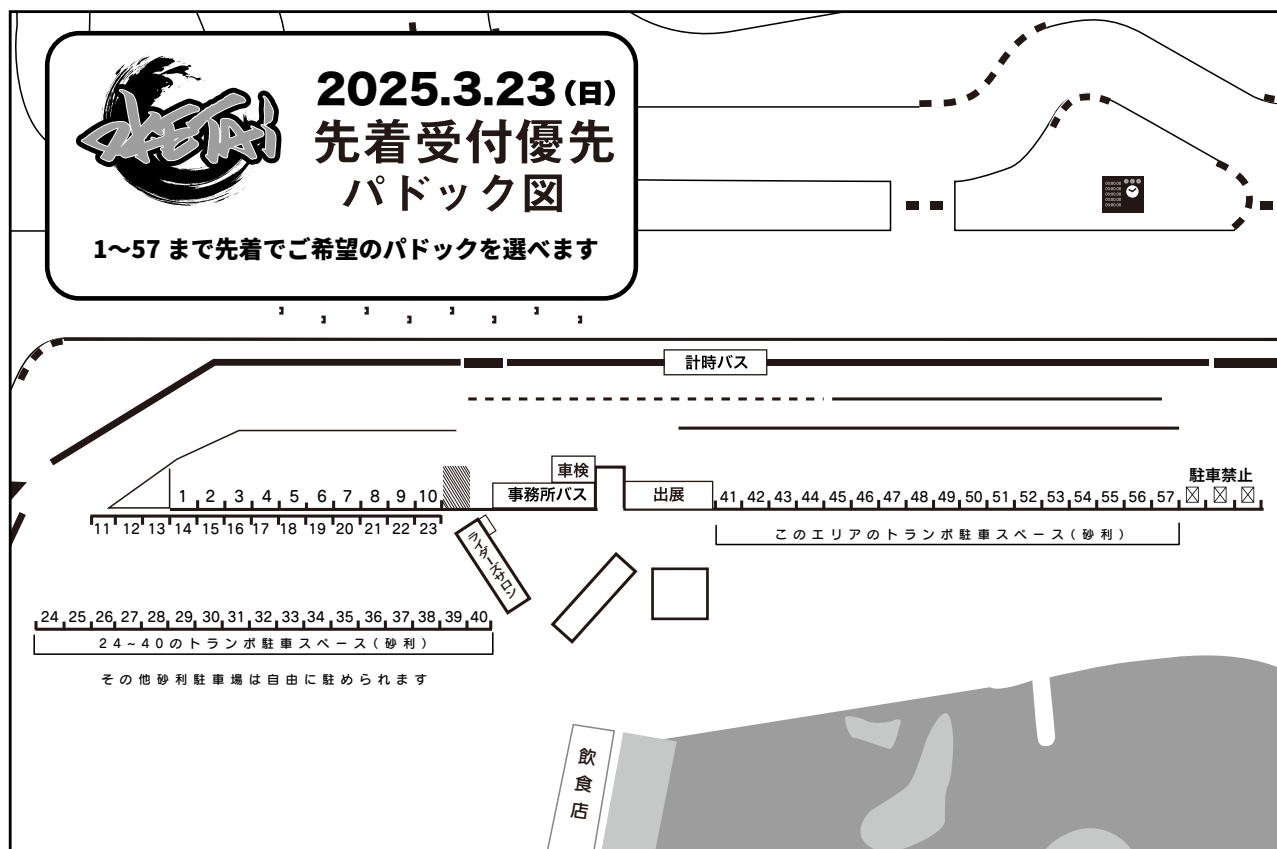 2025.3.23(日)
先着受付優先
パドック図
1〜57 まで先着でご希望のパドックを選べます
計時バス
車検
事務所バス
出展
駐車禁止
1 2 3 4 5 6 7 8 9 10
41 42 43 44 45 46 47 48 49 50 51 52 53 54 55 56 57
11 12 13 14 15 16 17 18 19 20 21 22 23
このエリアのトランポ駐車スペース(砂利)
ライダーズサロン
24 25 26 27 28 29 30 31 32 33 34 35 36 37 38 39 40
24~40のトランポ駐車スペース(砂利)
その他砂利駐車場は自由に駐められます
飲食店